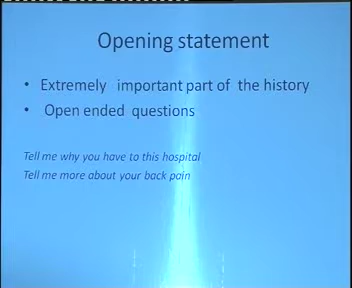 Opening statement
• Extremely important part of the history
• Open ended questions
Tell me why you have to this hospital
Tell me more about your back pain